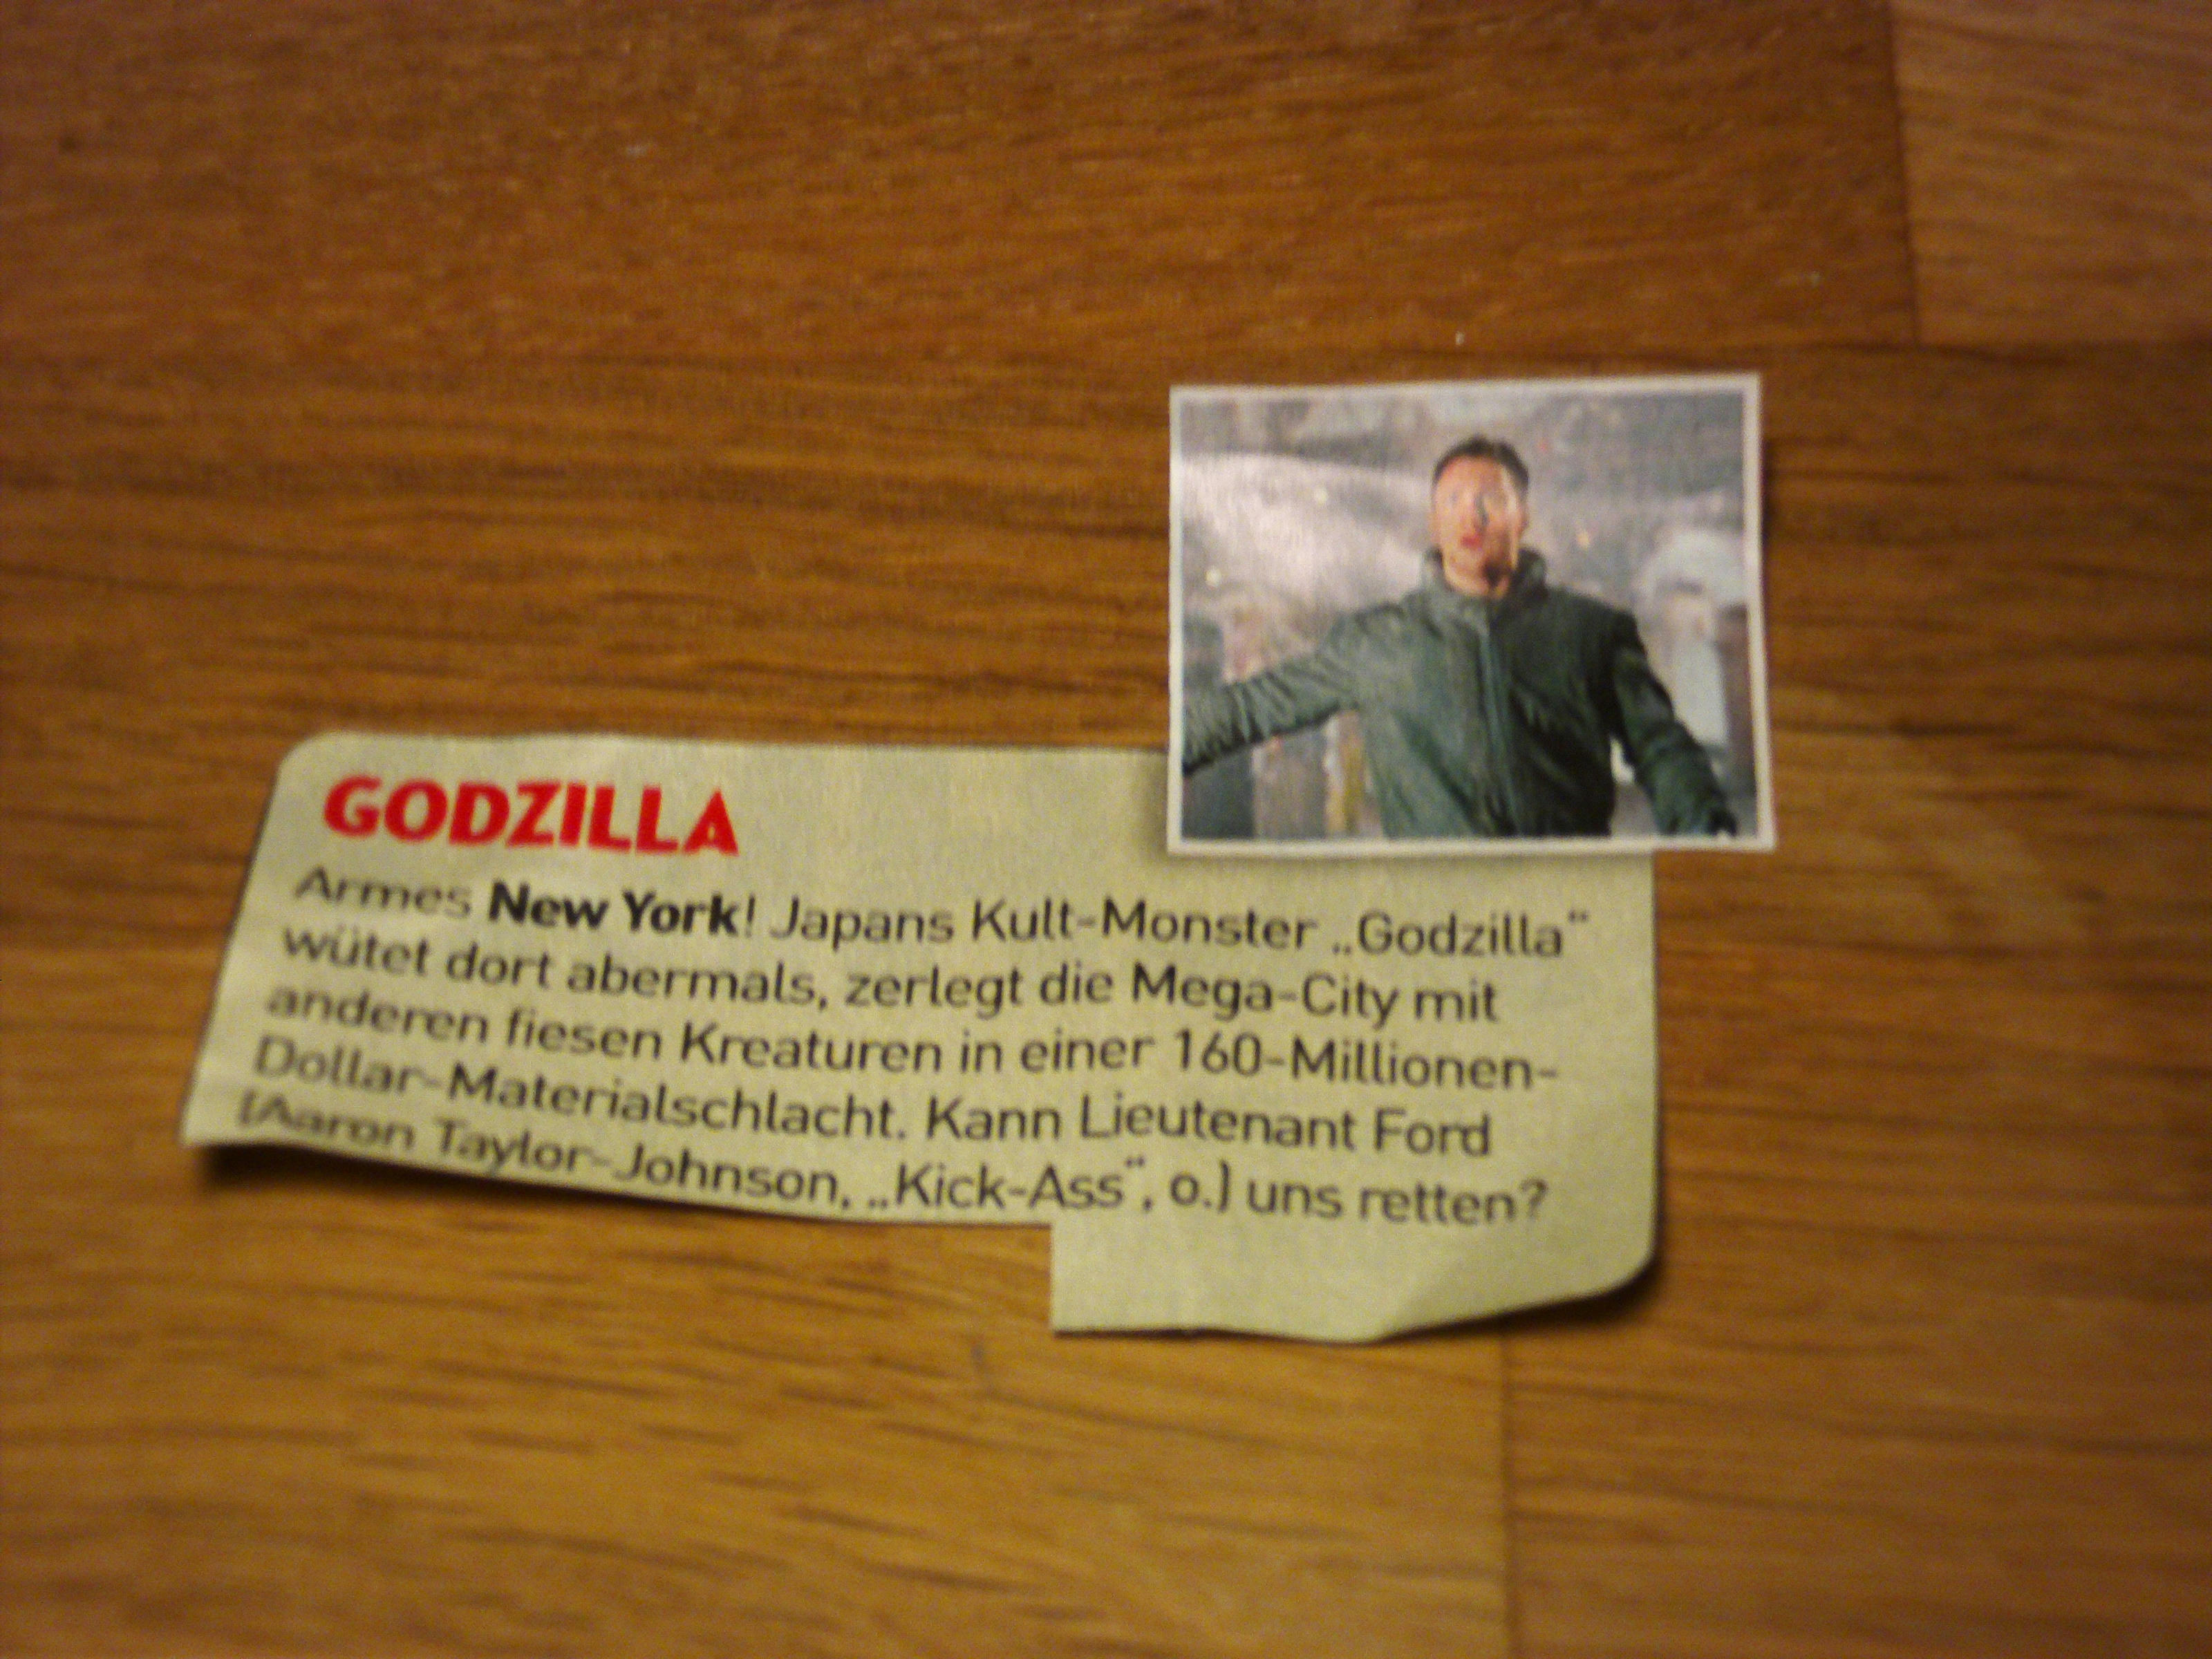 GODZILLA
Armes New York! Japans Kult-Monster „Godzilla“
wütet dort abermals, zerlegt die Mega-City mit
anderen fiesen Kreaturen in einer 160-Millionen-
Dollar-Materialschlacht. Kann Lieutenant Ford
(Aaron Taylor-Johnson, „Kick-Ass“, o.) uns retten?